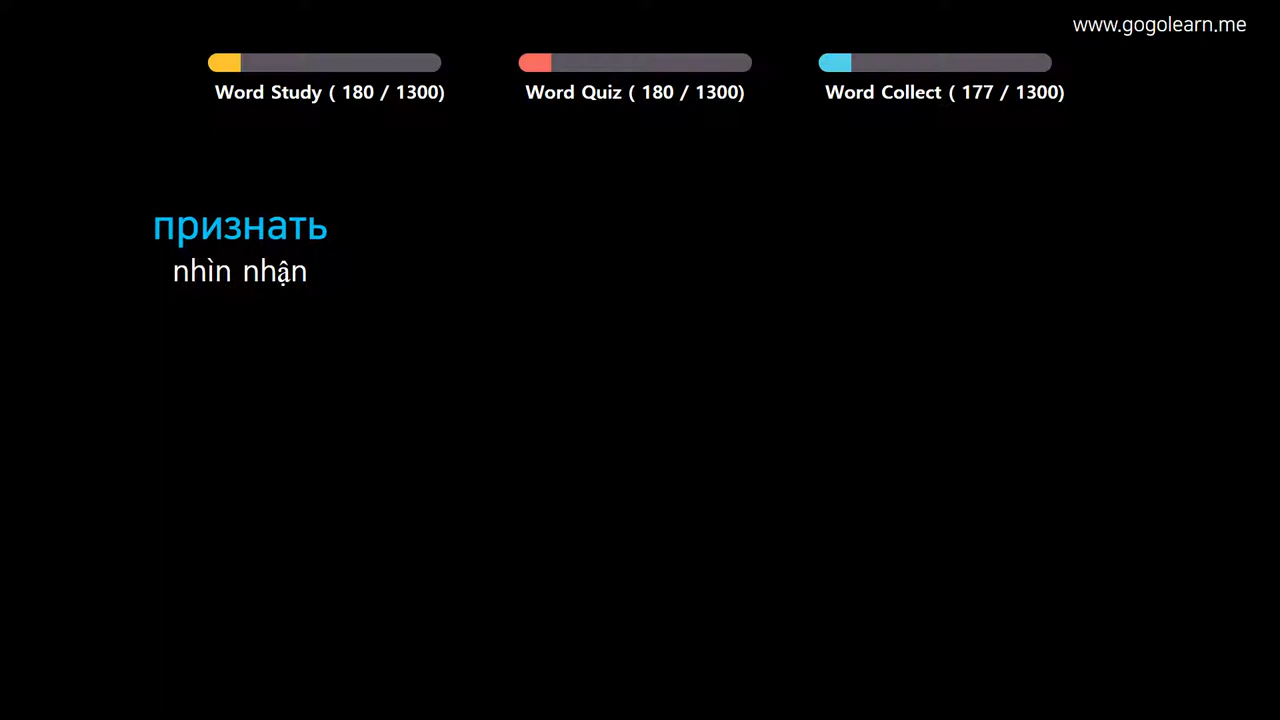 www.gogolearn.me
Word Study ( 180 / 1300)
Word Quiz ( 180 / 1300)
Word Collect ( 177 / 1300)
признать
nhìn nhận